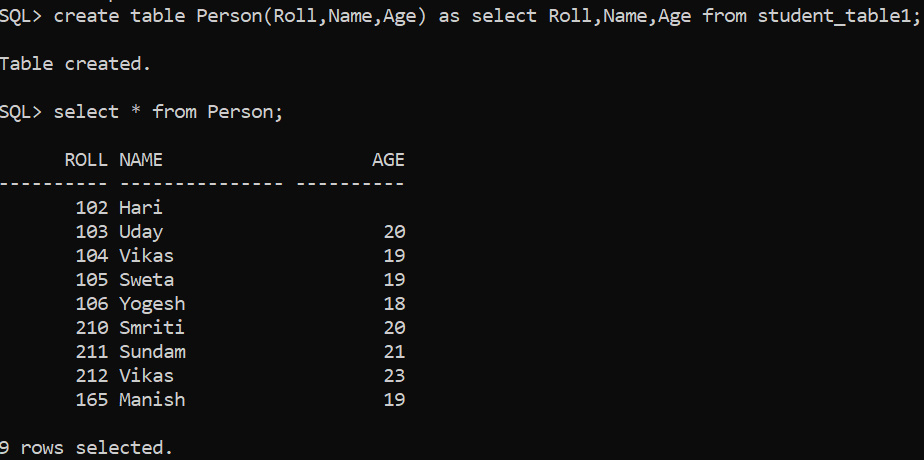 SQL> create table Person(Roll,Name,Age) as select Roll,Name,Age from student_table1;
Table created.
SQL> select * from Person;
      ROLL NAME                   AGE
---------- --------------- ----------
       102 Hari
       103 Uday                    20
       104 Vikas                   19
       105 Sweta                   19
       106 Yogesh                  18
       210 Smriti                  20
       211 Sundam                  21
       212 Vikas                   23
       165 Manish                  19
9 rows selected.